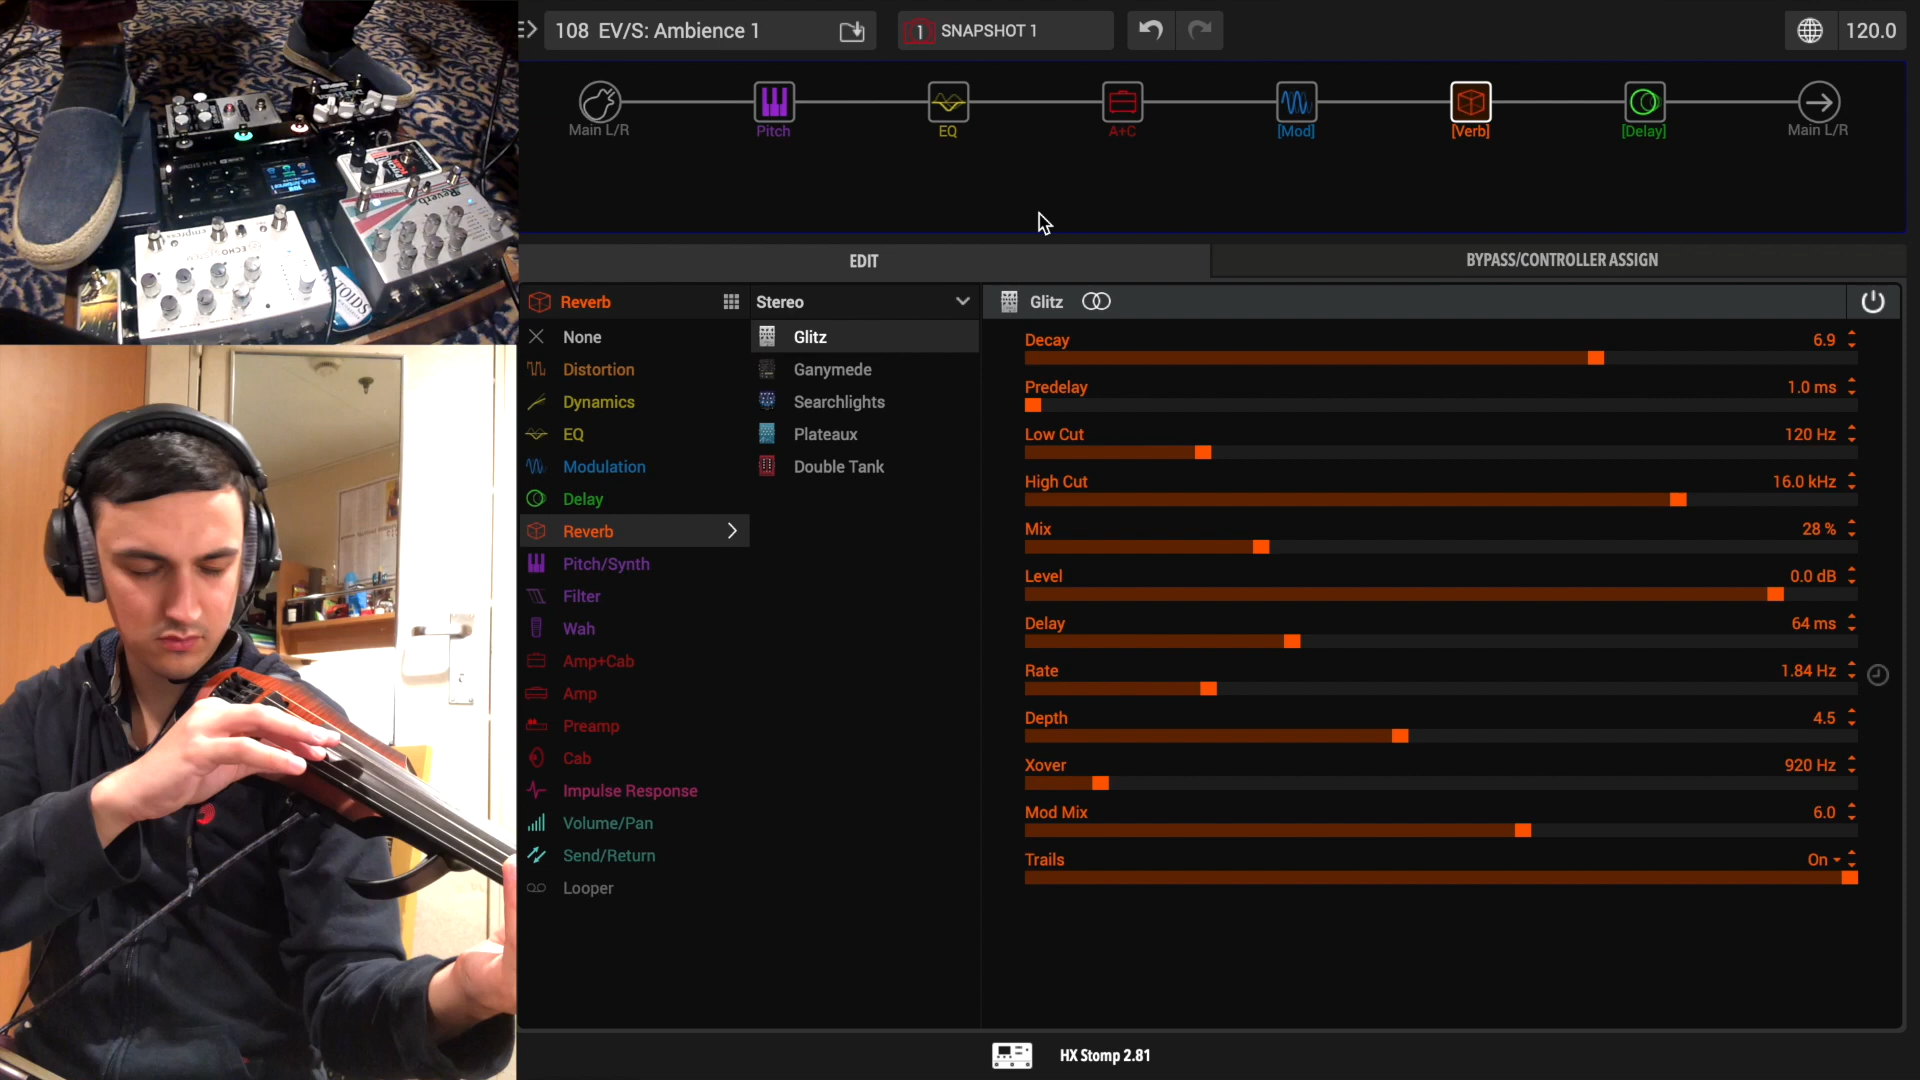 108 EV/S: Ambience 1
1 SNAPSHOT 1
120.0
Main L/R
Pitch
EQ
A+C
[Mod]
[Verb]
[Delay]
Main L/R
EDIT
BYPASS/CONTROLLER ASSIGN
Reverb
Stereo
Glitz
None
Distortion
Dynamics
EQ
Modulation
Delay
Reverb
Pitch/Synth
Filter
Wah
Amp+Cab
Amp
Preamp
Cab
Impulse Response
Volume/Pan
Send/Return
Looper
Glitz
Ganymede
Searchlights
Plateaux
Double Tank
Decay 6.9
Predelay 1.0 ms
Low Cut 120 Hz
High Cut 16.0 kHz
Mix 28 %
Level 0.0 dB
Delay 64 ms
Rate 1.84 Hz
Depth 4.5
Xover 920 Hz
Mod Mix 6.0
Trails On
HX Stomp 2.81
Reverb